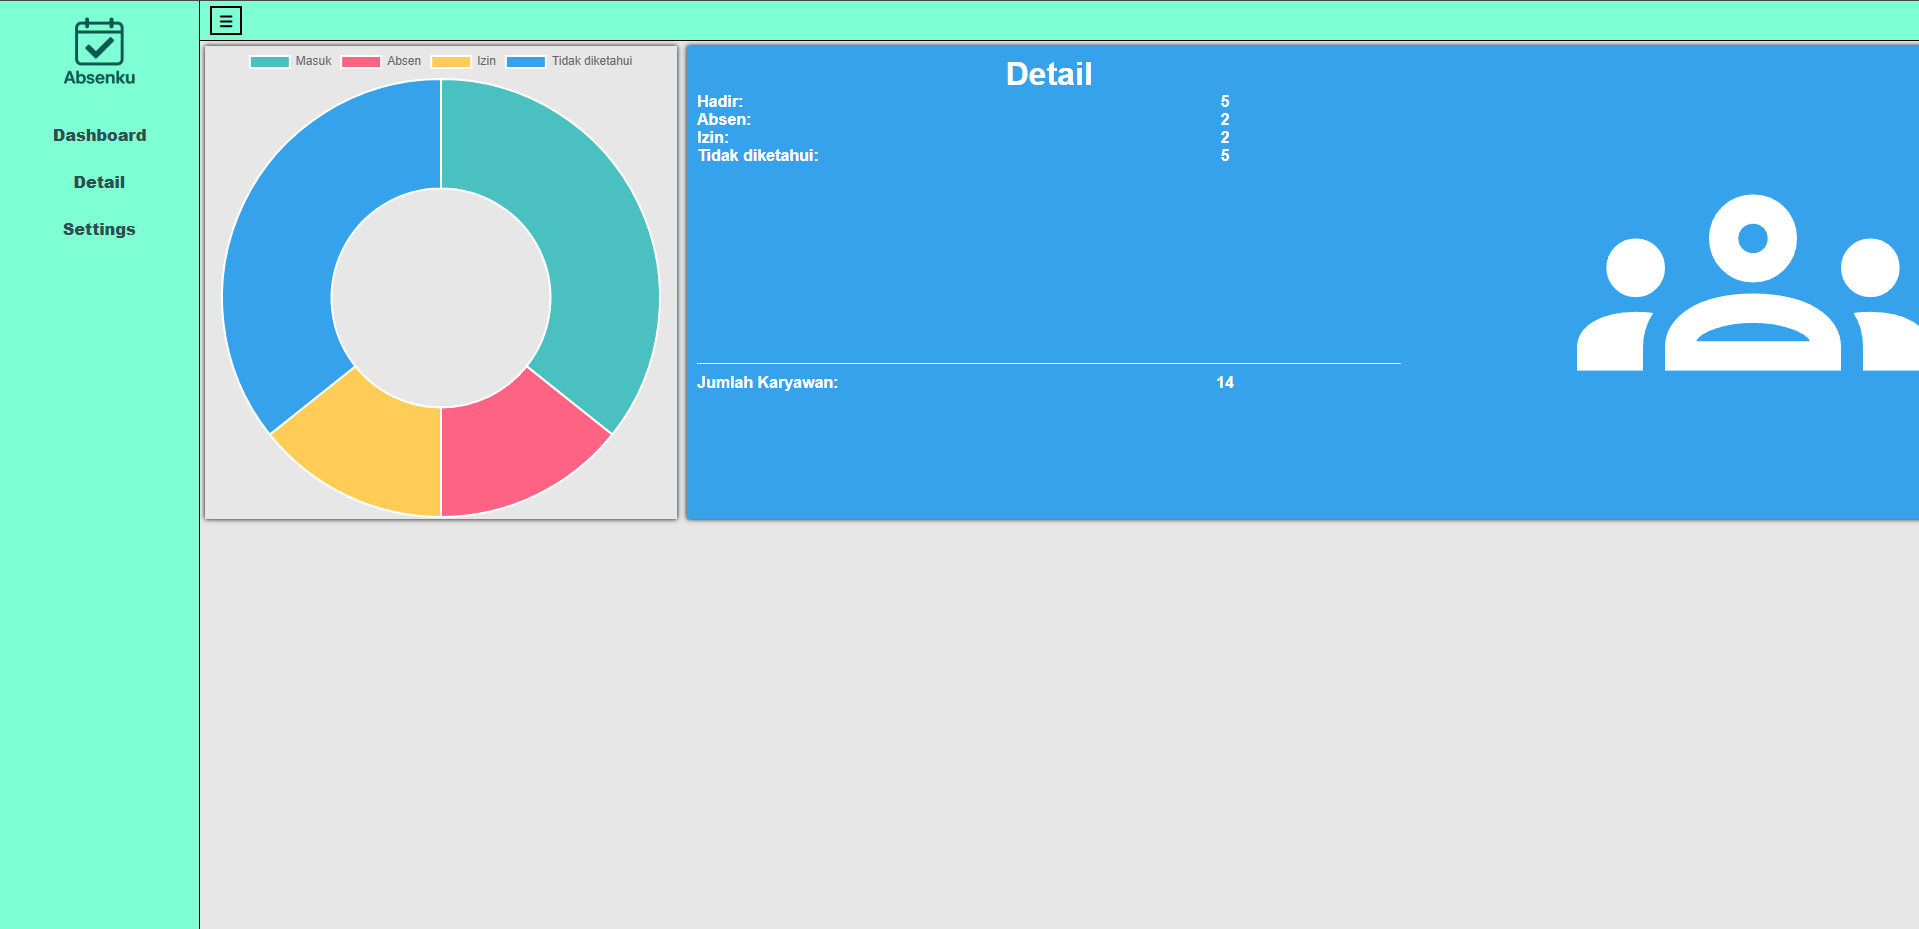 ☰
Absenku
Dashboard
Detail
Settings
Masuk Absen Izin Tidak diketahui
Detail
Hadir: 5
Absen: 2
Izin: 2
Tidak diketahui: 5
Jumlah Karyawan: 14